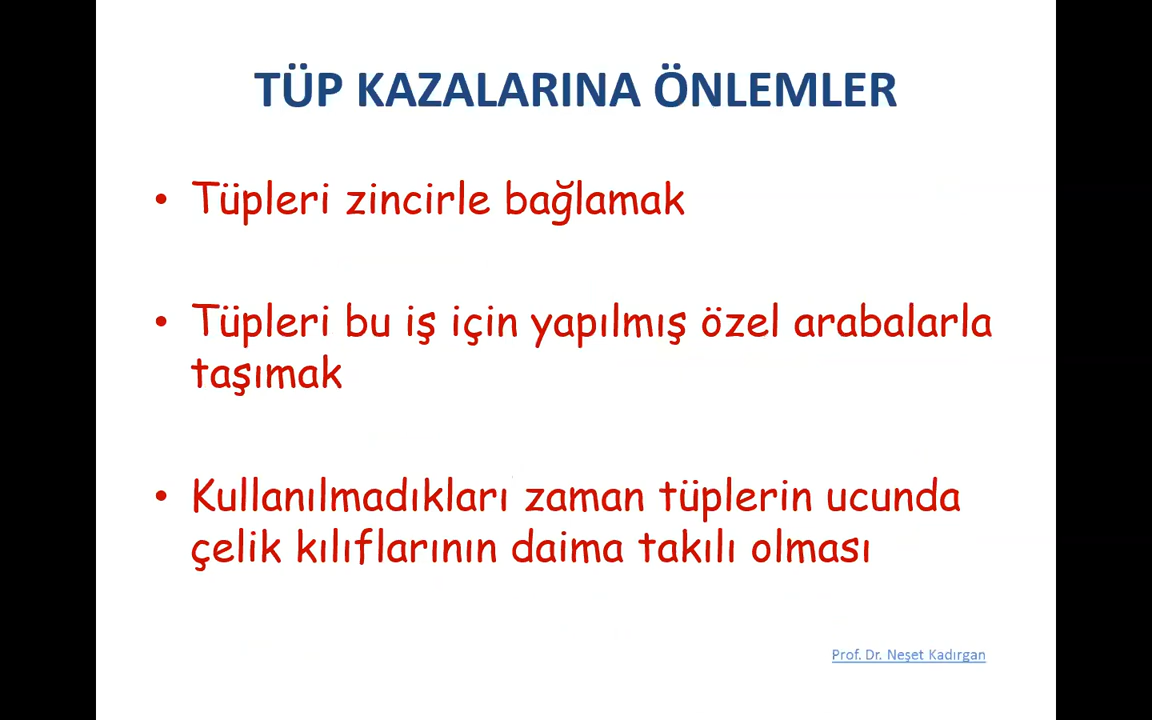 TÜP KAZALARINA ÖNLEMLER
• Tüpleri zincirle bağlamak
• Tüpleri bu iş için yapılmış özel arabalarla
taşımak
• Kullanılmadıkları zaman tüplerin ucunda
çelik kılıflarının daima takılı olması
Prof. Dr. Neşet Kadırgan